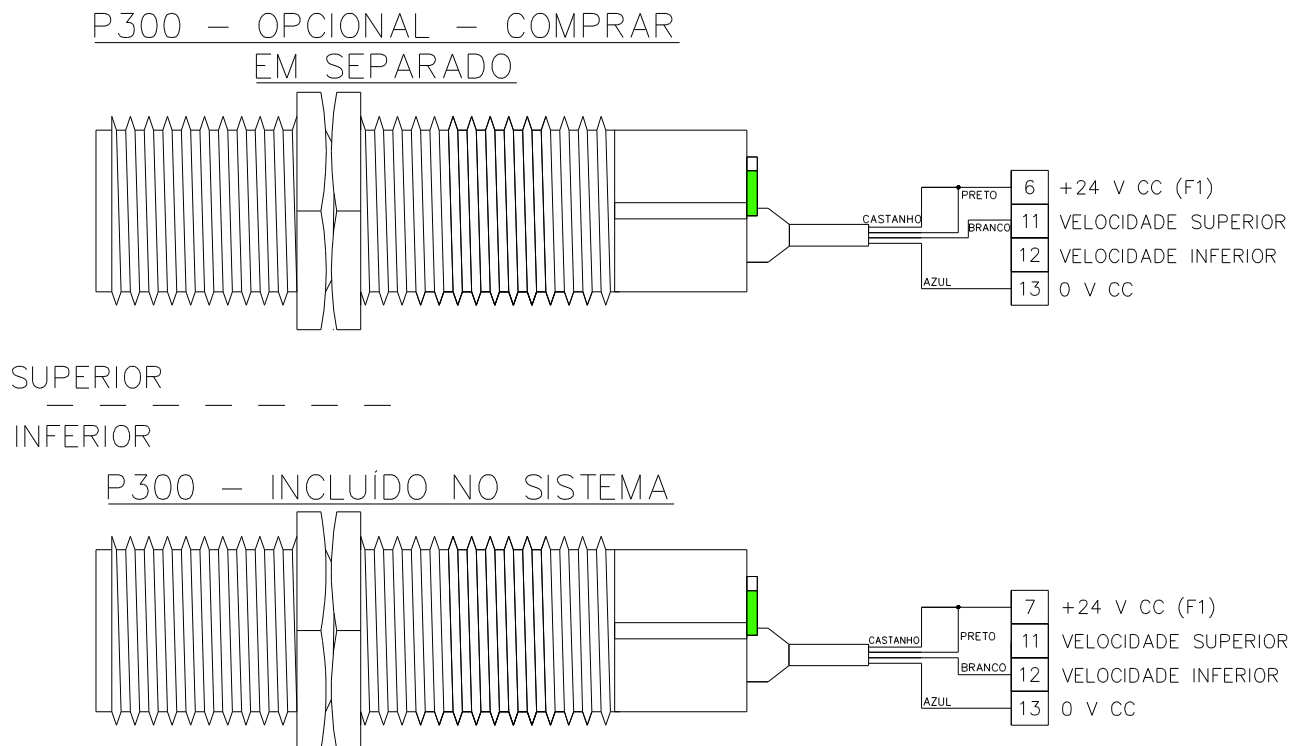 P300 - OPCIONAL - COMPRAR
EM SEPARADO
CASTANHO
PRETO
BRANCO
AZUL
6 +24 V CC (F1)
11 VELOCIDADE SUPERIOR
12 VELOCIDADE INFERIOR
13 0 V CC
SUPERIOR
INFERIOR
P300 - INCLUÍDO NO SISTEMA
CASTANHO
PRETO
BRANCO
AZUL
7 +24 V CC (F1)
11 VELOCIDADE SUPERIOR
12 VELOCIDADE INFERIOR
13 0 V CC